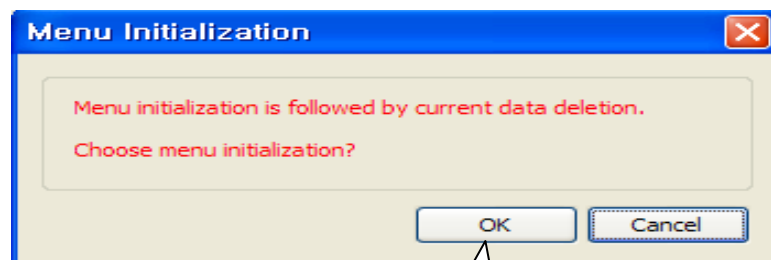 Menu Initialization
Menu initialization is followed by current data deletion.
Choose menu initialization?
OK
Cancel